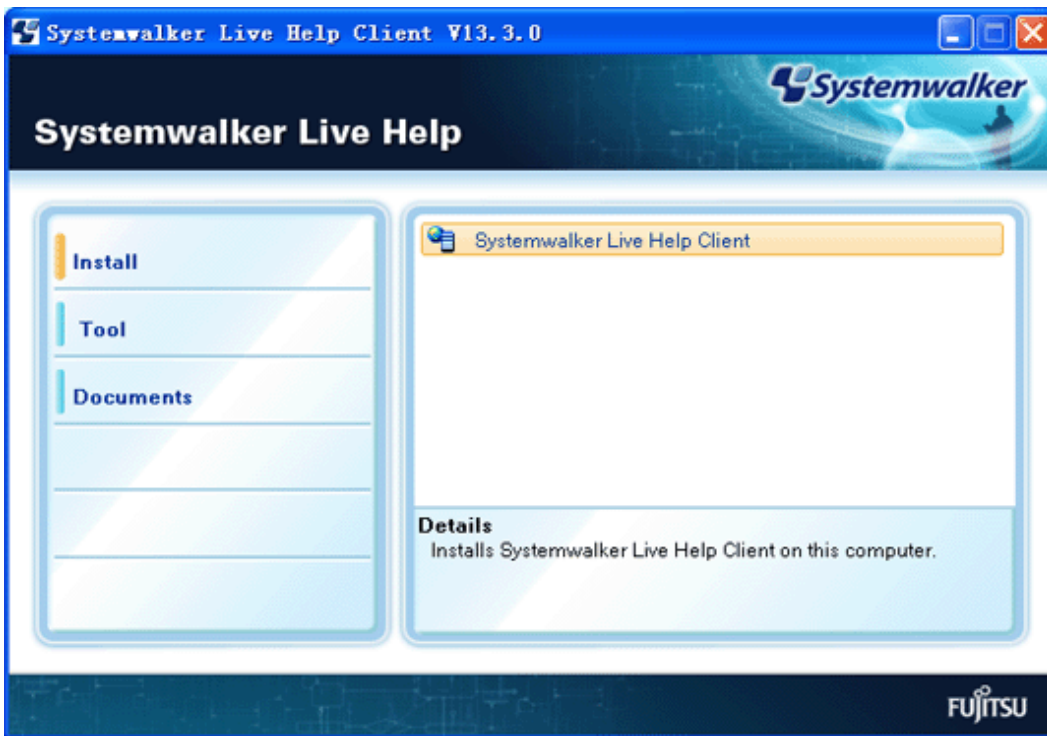 Systemwalker Live Help Client V13.3.0
Systemwalker
Systemwalker Live Help
Install
Tool
Documents
Systemwalker Live Help Client
Details
Installs Systemwalker Live Help Client on this computer.
FUJITSU